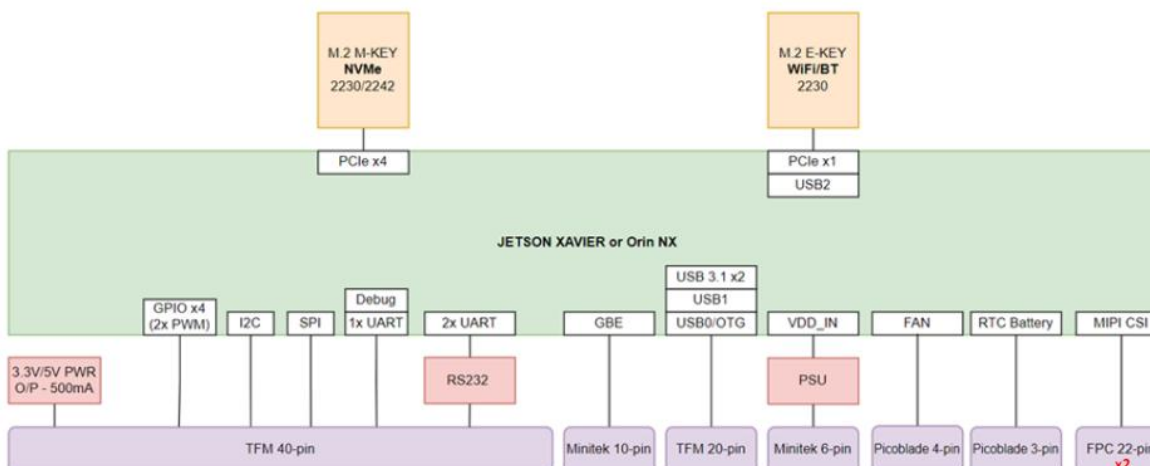 M.2 M-KEY
NVMe
2230/2242
M.2 E-KEY
WiFi/BT
2230
PCIe x4
PCIe x1
USB2
JETSON XAVIER or Orin NX
GPIO x4
(2x PWM)
I2C
SPI
Debug
1x UART
2x UART
GBE
USB 3.1 x2
USB1
USB0/OTG
VDD_IN
FAN
RTC Battery
MIPI CSI
3.3V/5V PWR
O/P - 500mA
RS232
PSU
TFM 40-pin
Minitek 10-pin
TFM 20-pin
Minitek 6-pin
Picoblade 4-pin
Picoblade 3-pin
FPC 22-pin
x2